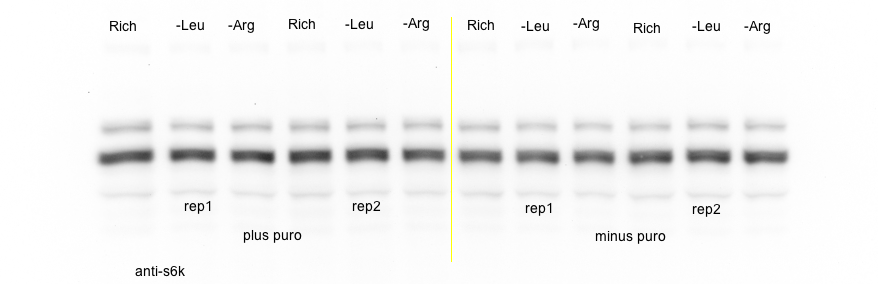 Rich -Leu -Arg Rich -Leu -Arg Rich -Leu -Arg Rich -Leu -Arg
rep1 rep2 rep1 rep2
plus puro minus puro
anti-s6k